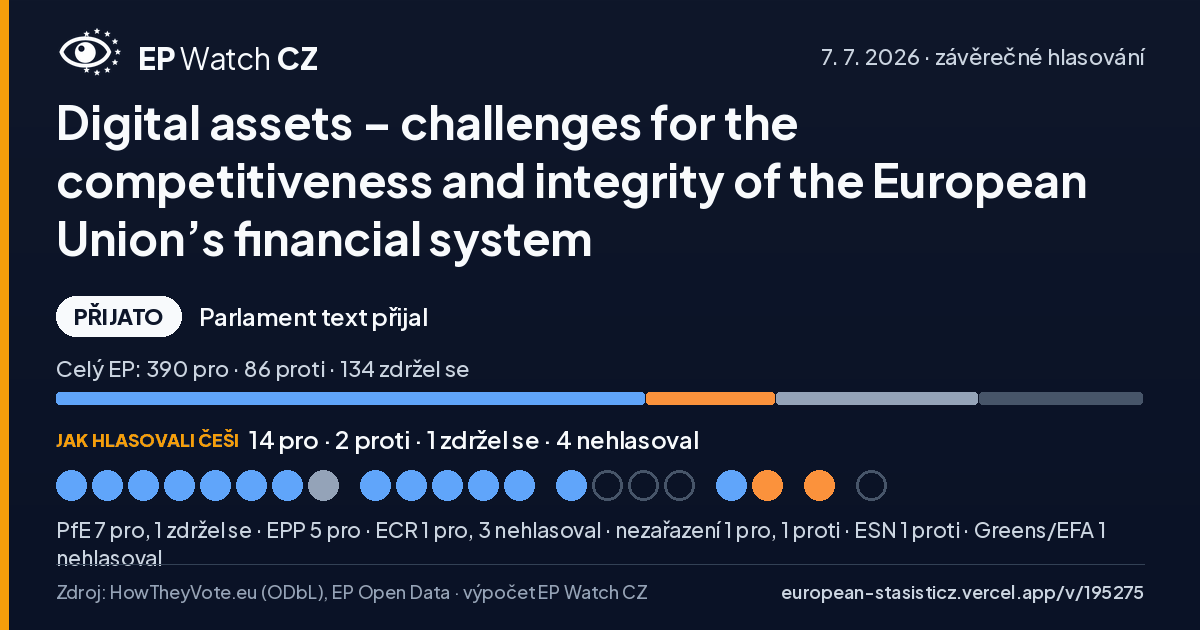 EP Watch CZ
7. 7. 2026 · závěrečné hlasování
Digital assets – challenges for the
competitiveness and integrity of the European
Union’s financial system
PŘIJATO Parlament text přijal
Celý EP: 390 pro · 86 proti · 134 zdržel se
JAK HLASOVALI ČEŠI 14 pro · 2 proti · 1 zdržel se · 4 nehlasoval
PfE 7 pro, 1 zdržel se · EPP 5 pro · ECR 1 pro, 3 nehlasoval · nezařazení 1 pro, 1 proti · ESN 1 proti · Greens/EFA 1
nehlasoval
Zdroj: HowTheyVote.eu (ODbL), EP Open Data · výpočet EP Watch CZ
european-stasisticz.vercel.app/v/195275